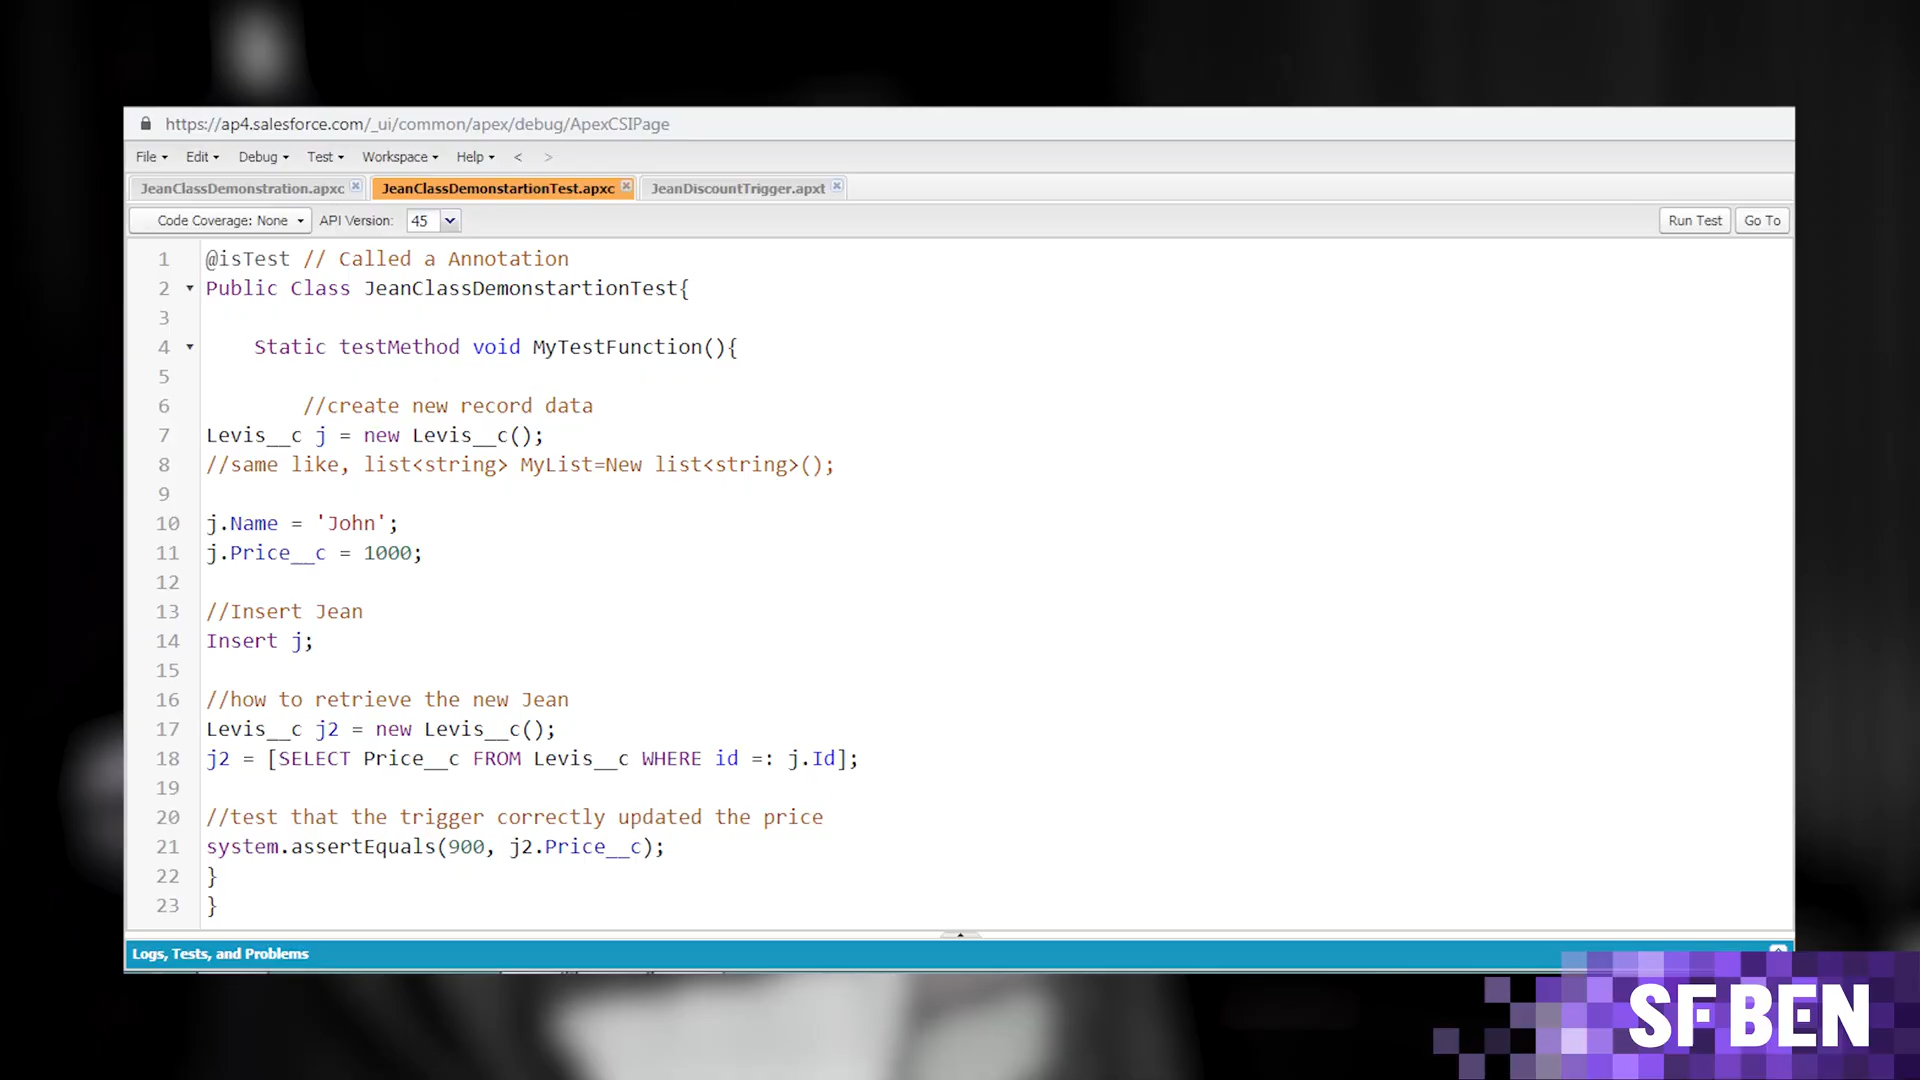 https://ap4.salesforce.com/_ui/common/apex/debug/ApexCSIPage
File Edit Debug Test Workspace Help < >
JeanClassDemonstration.apxc JeanClassDemonstartionTest.apxc JeanDiscountTrigger.apxt
Code Coverage: None API Version: 45 Run Test Go To
1 @isTest // Called a Annotation
2 Public Class JeanClassDemonstartionTest{
3
4 Static testMethod void MyTestFunction(){
5
6 //create new record data
7 Levis__c j = new Levis__c();
8 //same like, list<string> MyList=New list<string>();
9
10 j.Name = 'John';
11 j.Price__c = 1000;
12
13 //Insert Jean
14 Insert j;
15
16 //how to retrieve the new Jean
17 Levis__c j2 = new Levis__c();
18 j2 = [SELECT Price__c FROM Levis__c WHERE id =: j.Id];
19
20 //test that the trigger correctly updated the price
21 system.assertEquals(900, j2.Price__c);
22 }
23 }
Logs, Tests, and Problems
SF BEN